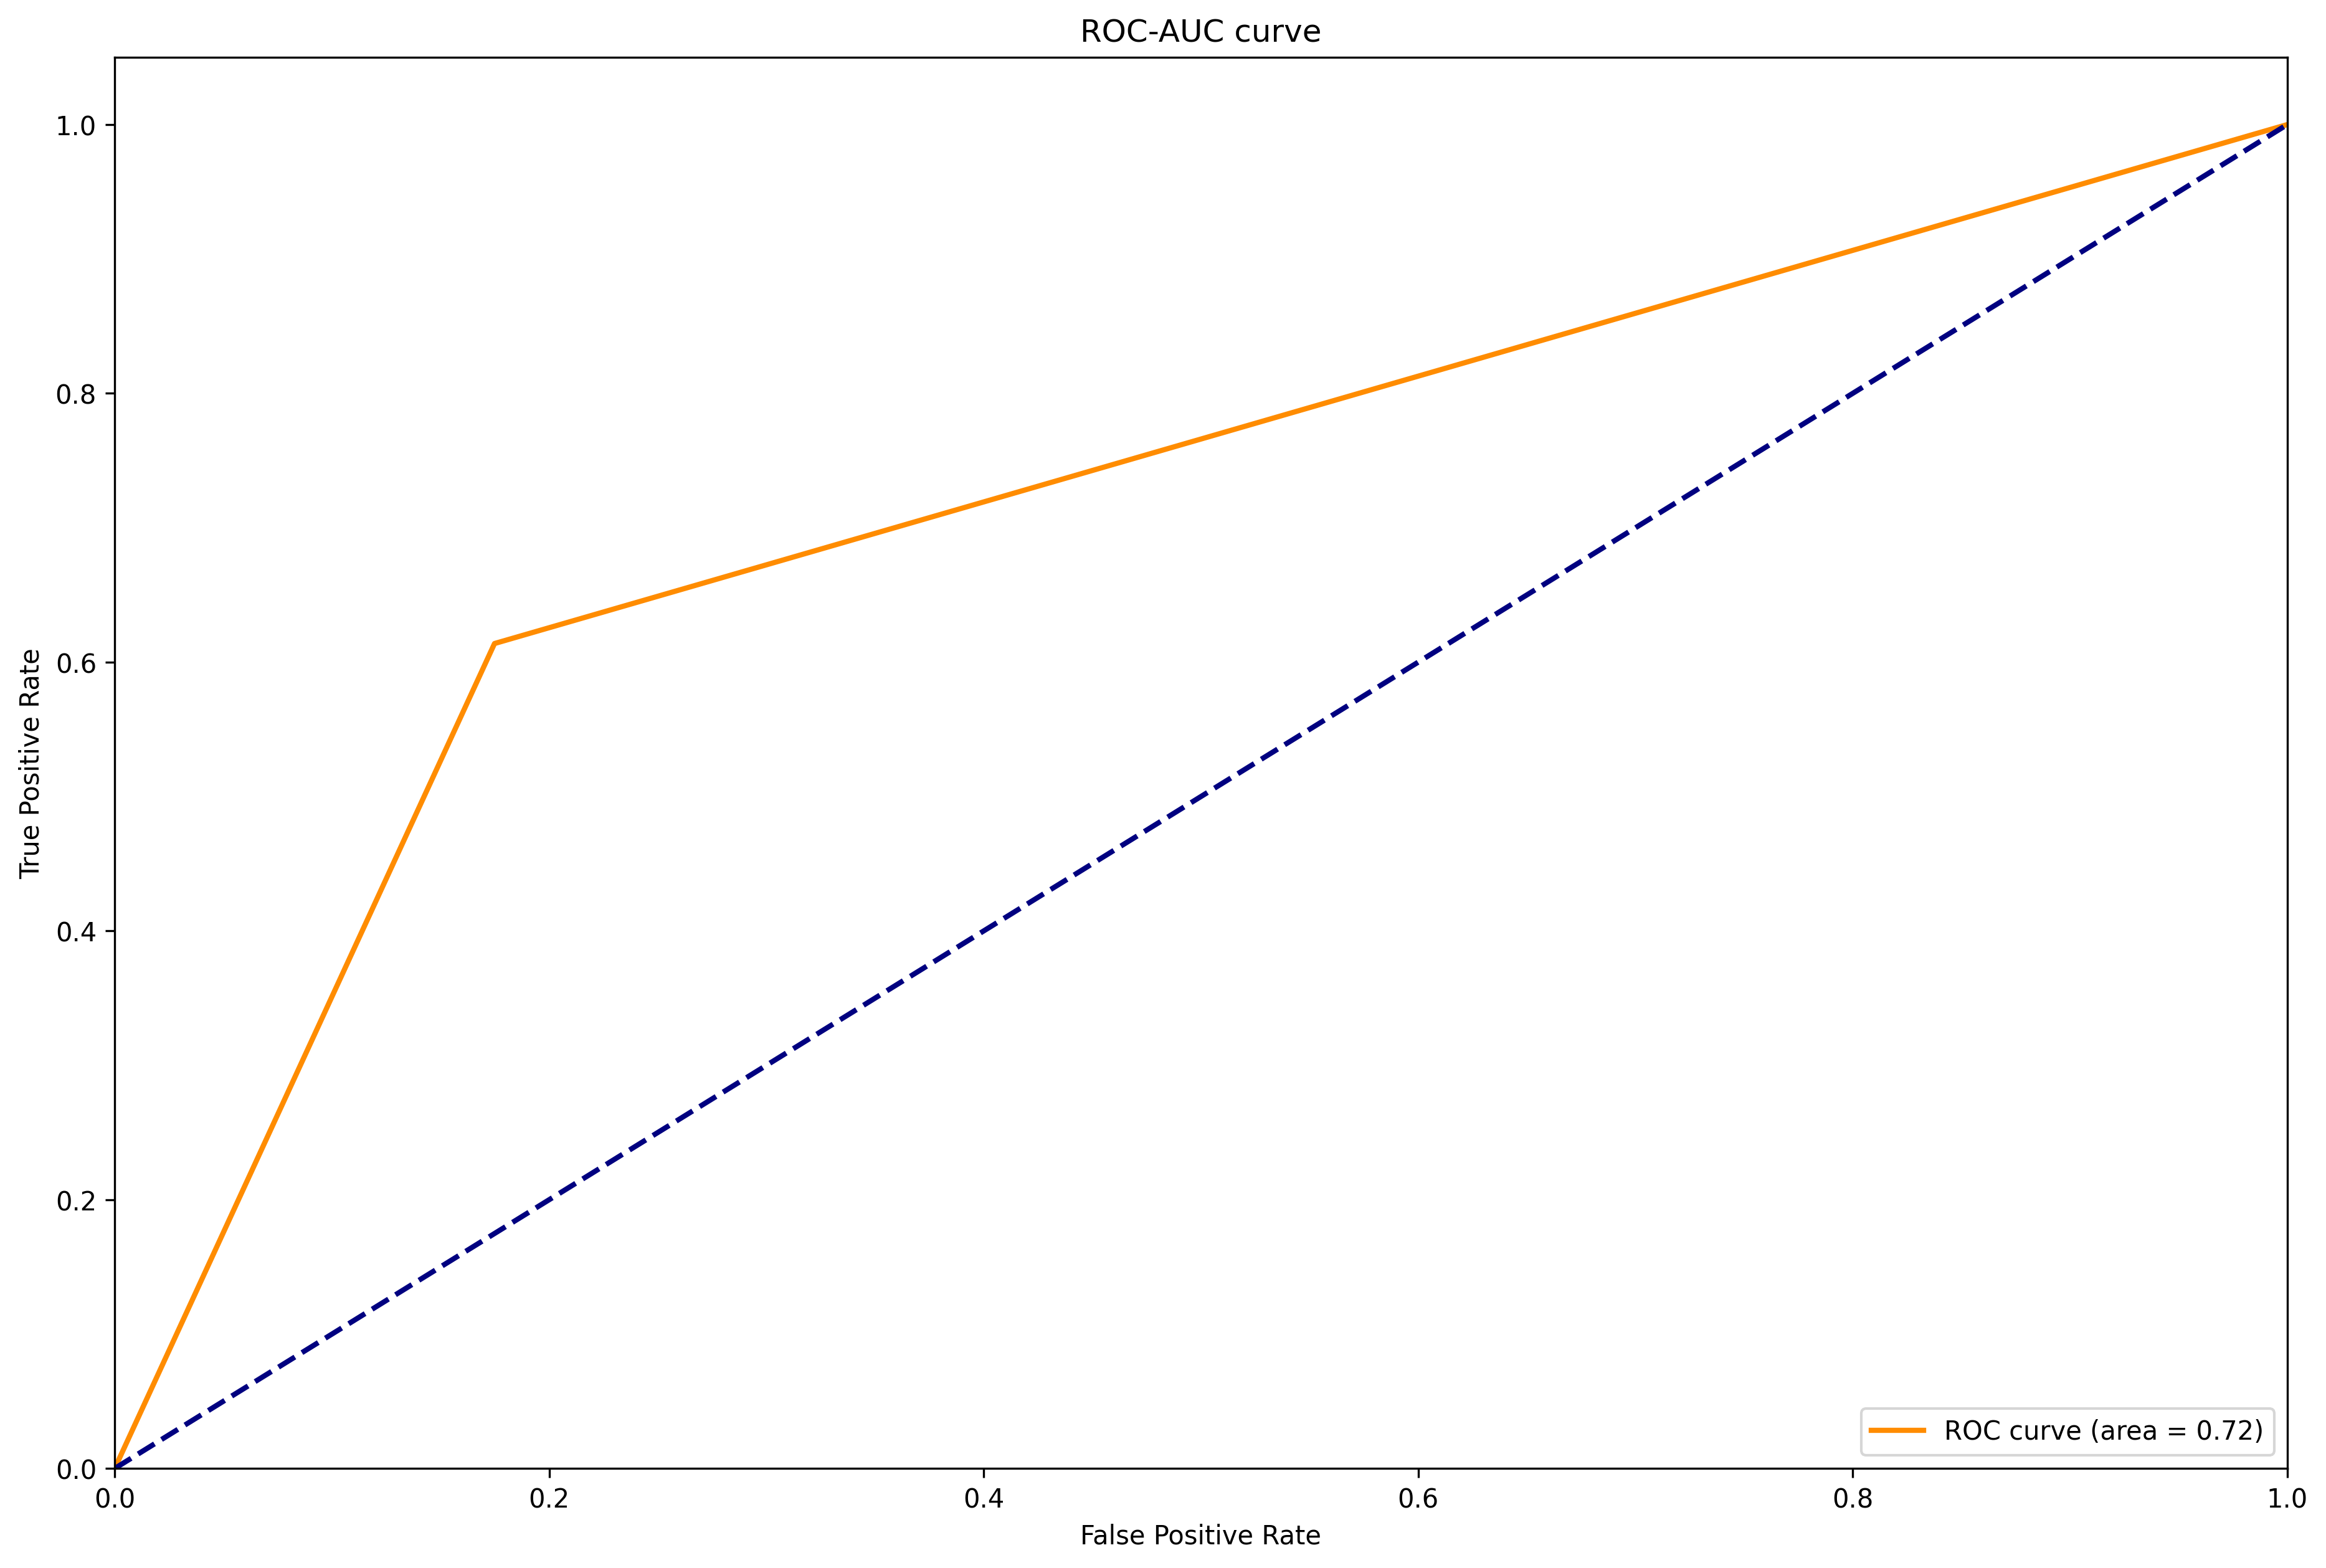 ROC-AUC curve
1.0
0.8
0.6
0.4
0.2
0.0
True Positive Rate
0.0 0.2 0.4 0.6 0.8 1.0
False Positive Rate
ROC curve (area = 0.72)